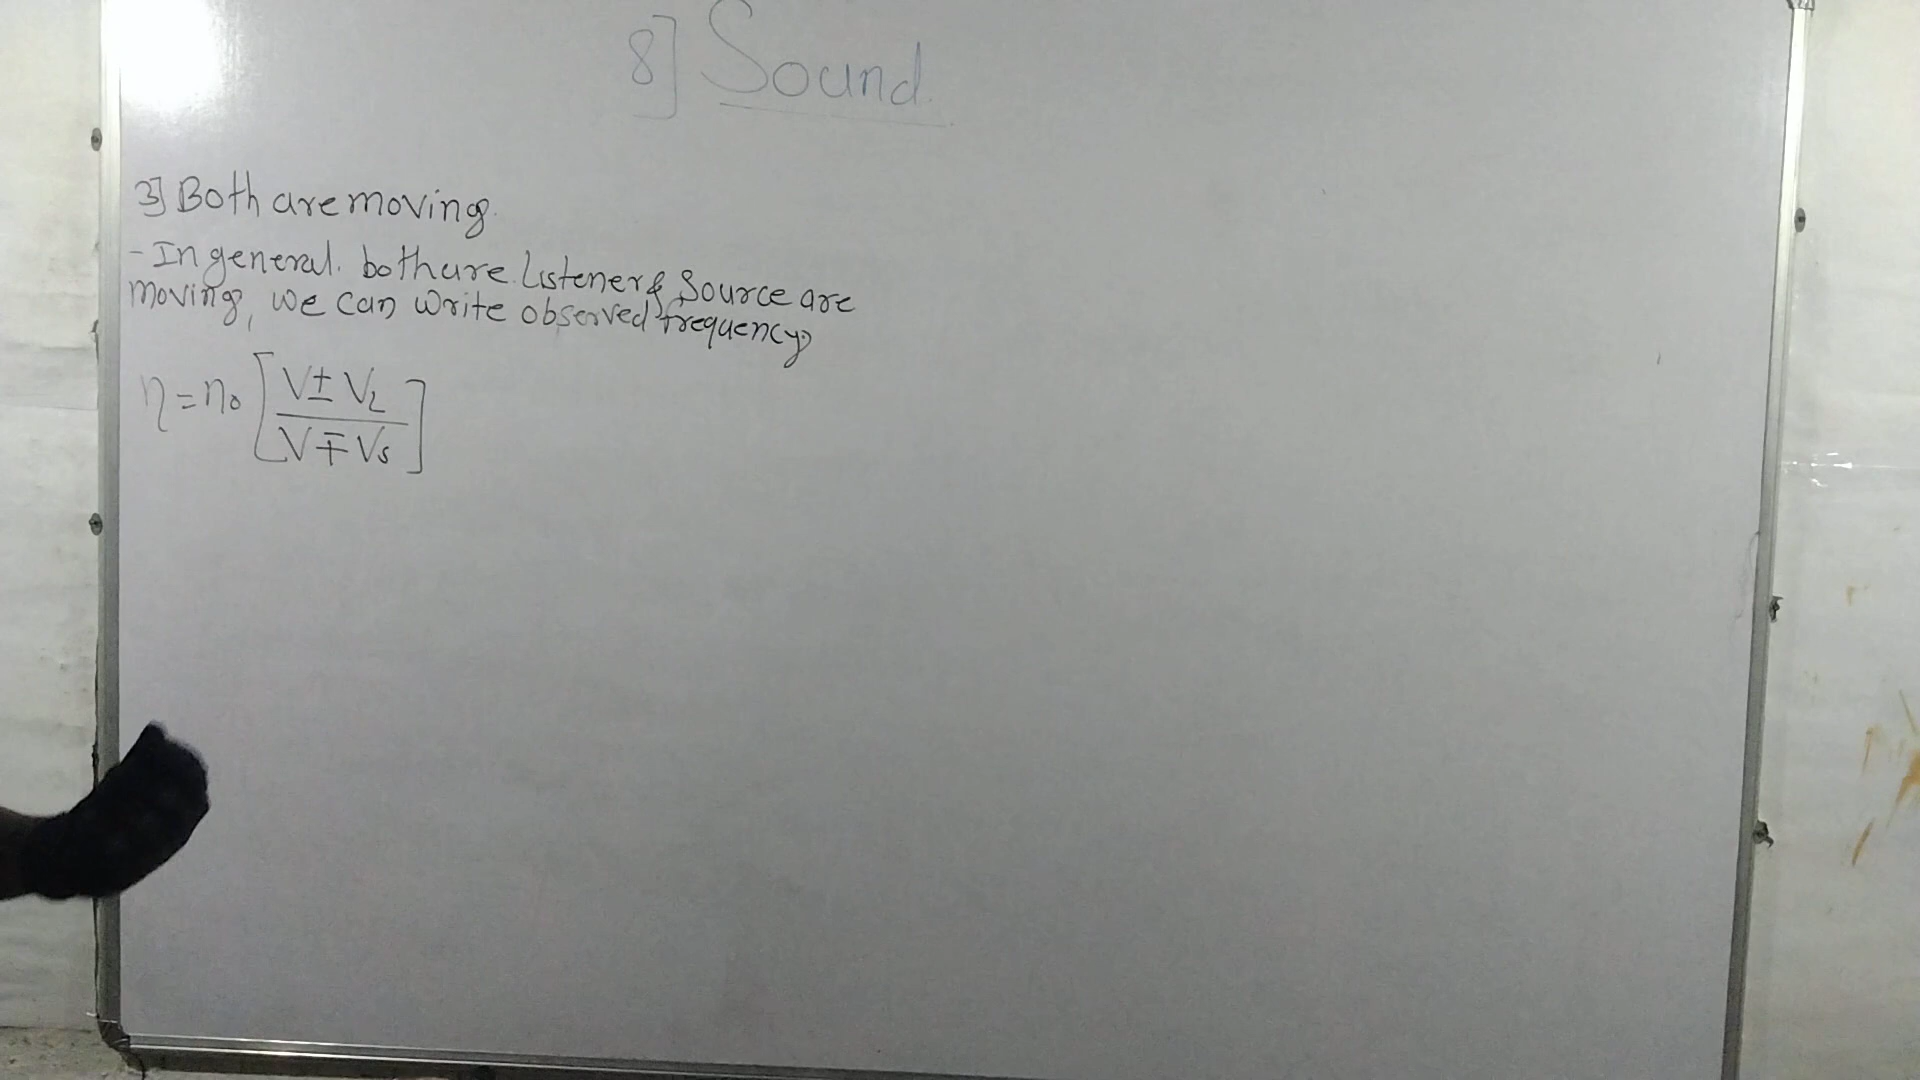 8] Sound
3] Both are moving.
- In general. both are Listener & Source are
moving, we can write observed frequency
n = n₀ [V ± V_L / V ∓ V_s]